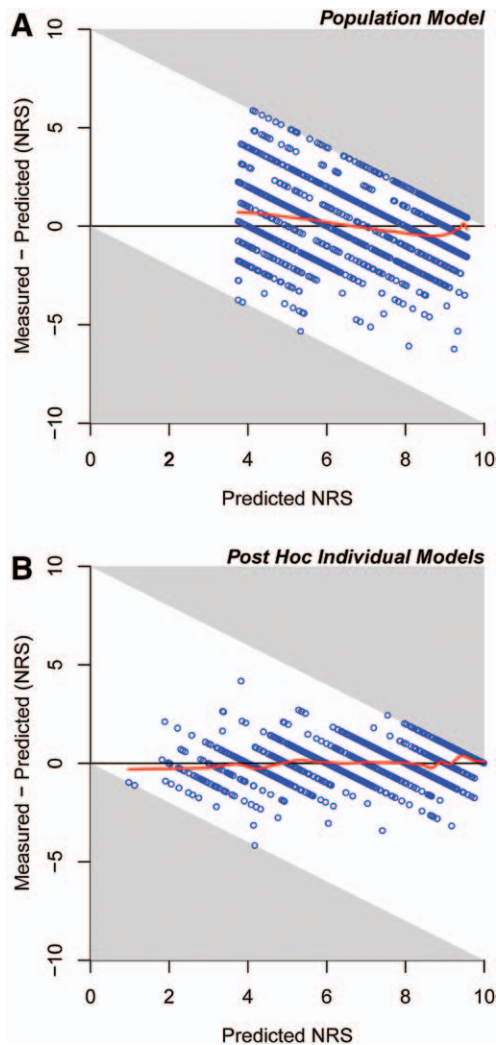 A
Population Model
10
5
0
−5
−10
Measured − Predicted (NRS)
0 2 4 6 8 10
Predicted NRS
B
Post Hoc Individual Models
10
5
0
−5
−10
Measured − Predicted (NRS)
0 2 4 6 8 10
Predicted NRS